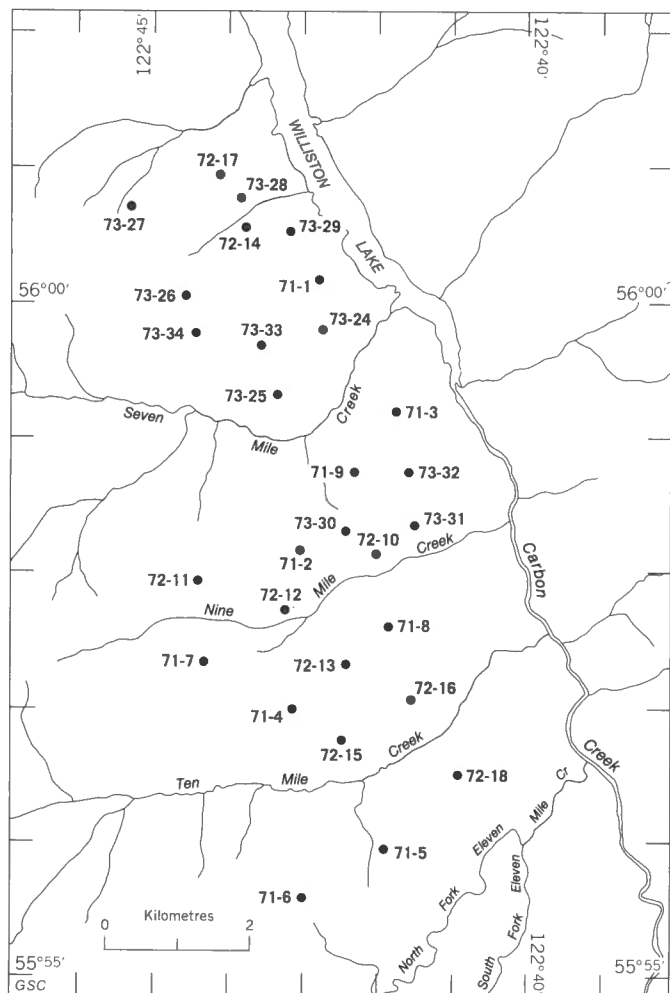 122°45'
122°40'
WILLISTON
LAKE
72-17
73-28
73-27
72-14
73-29
71-1
56°00'
56°00'
73-26
73-24
73-34
73-33
73-25
Seven
Mile
Creek
71-3
71-9
73-32
73-30
73-31
72-10
71-2
Creek
Mile
Nine
72-11
72-12
Carbon
Creek
71-8
71-7
72-13
72-16
71-4
72-15
Creek
Ten
Mile
72-18
Cr
Mile
Eleven
71-5
Eleven
71-6
Fork
Fork
North
South
0
Kilometres
2
122°40'
55°55'
55°55'
GSC